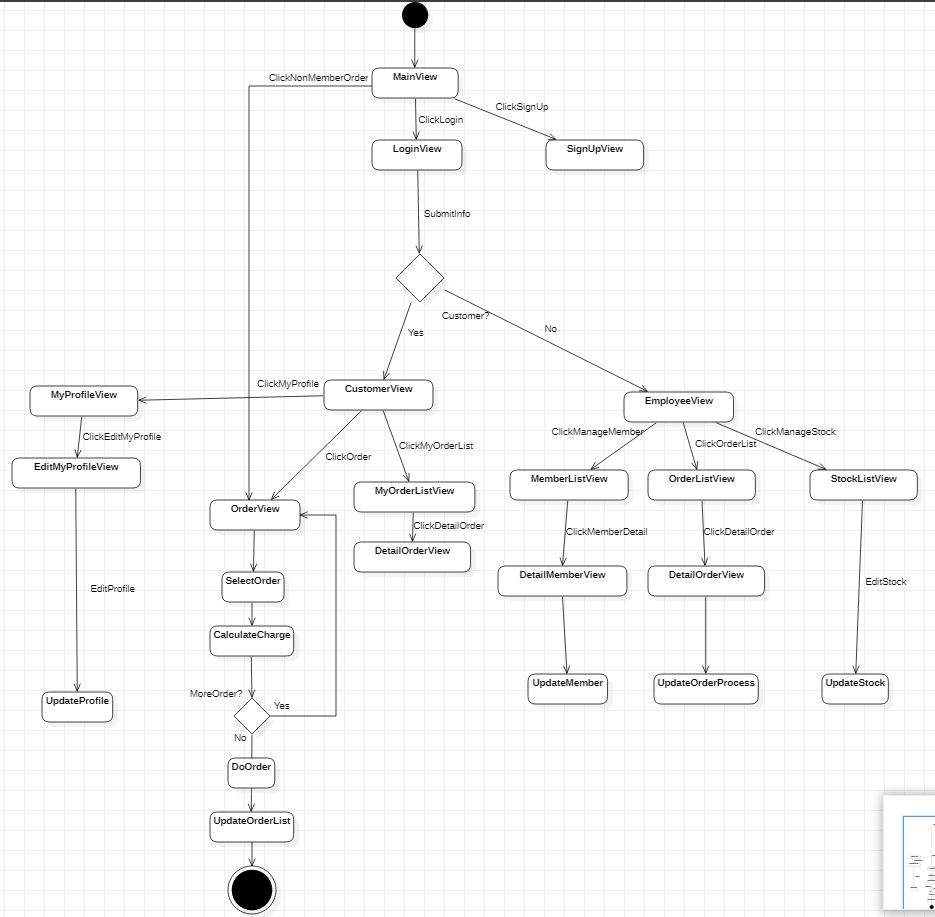 MainView
ClickNonMemberOrder
ClickSignUp
ClickLogin
LoginView
SignUpView
SubmitInfo
Customer?
No
Yes
CustomerView
ClickMyProfile
MyProfileView
EmployeeView
ClickEditMyProfile
ClickOrder
ClickMyOrderList
ClickManageMember
ClickOrderList
ClickManageStock
EditMyProfileView
MyOrderListView
MemberListView
OrderListView
StockListView
OrderView
ClickDetailOrder
ClickMemberDetail
ClickDetailOrder
DetailOrderView
SelectOrder
DetailMemberView
DetailOrderView
EditStock
EditProfile
CalculateCharge
UpdateProfile
MoreOrder?
Yes
UpdateMember
UpdateOrderProcess
UpdateStock
No
DoOrder
UpdateOrderList